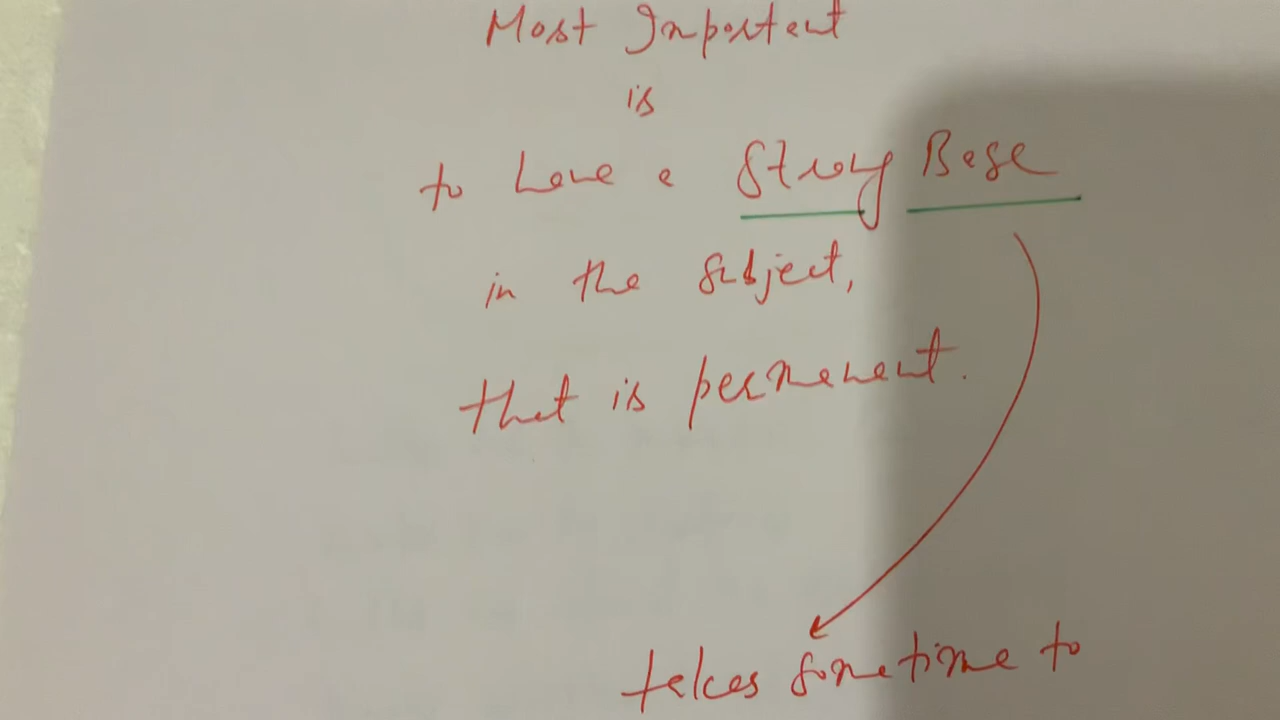 Most Important
is
to have a Strong Base
in the subject,
that is permanent.
takes sometime to